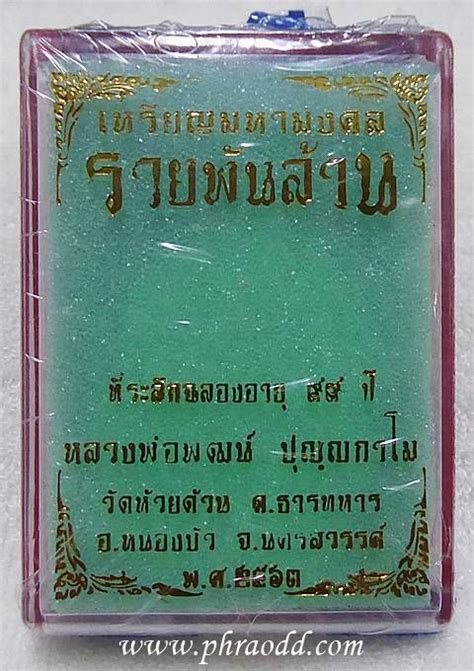 เหรียญมหามงคล
รวยพันล้าน
ที่ระลึกฉลองอายุ ๙๙ ปี
หลวงพ่อพฒน์ ปุญฺญกาโม
วัดห้วยด้วน ต.ธารทหาร
อ.หนองบัว จ.นครสวรรค์
พ.ศ.๒๕๖๓
www.phraodd.com